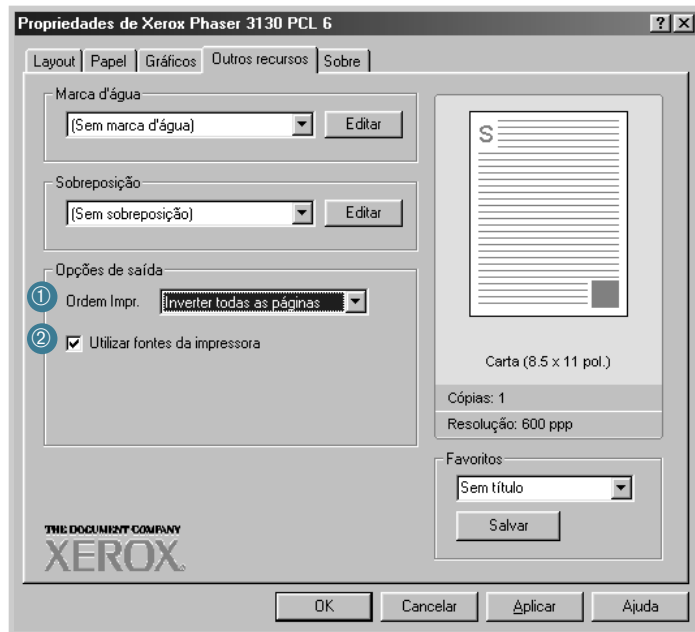 Propriedades de Xerox Phaser 3130 PCL 6
Layout Papel Gráficos Outros recursos Sobre
Marca d'água
(Sem marca d'água) Editar
Sobreposição
(Sem sobreposição) Editar
Opções de saída
① Ordem Impr. Inverter todas as páginas
② Utilizar fontes da impressora
S
Carta (8.5 x 11 pol.)
Cópias: 1
Resolução: 600 ppp
Favoritos
Sem título
Salvar
THE DOCUMENT COMPANY
XEROX.
OK Cancelar Aplicar Ajuda